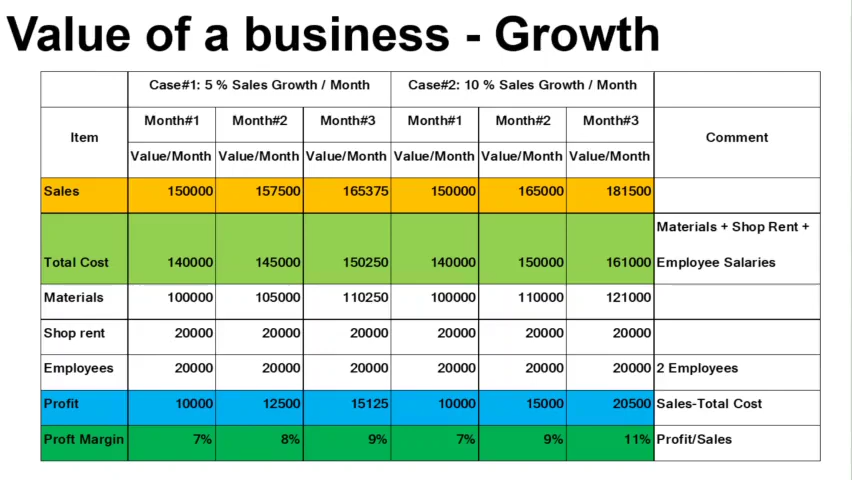 Value of a business - Growth
Case#1: 5 % Sales Growth / Month Case#2: 10 % Sales Growth / Month
Item Month#1 Month#2 Month#3 Month#1 Month#2 Month#3 Comment
Value/Month Value/Month Value/Month Value/Month Value/Month Value/Month
Sales 150000 157500 165375 150000 165000 181500
Total Cost 140000 145000 150250 140000 150000 161000 Materials + Shop Rent + Employee Salaries
Materials 100000 105000 110250 100000 110000 121000
Shop rent 20000 20000 20000 20000 20000 20000
Employees 20000 20000 20000 20000 20000 20000 2 Employees
Profit 10000 12500 15125 10000 15000 20500 Sales-Total Cost
Proft Margin 7% 8% 9% 7% 9% 11% Profit/Sales